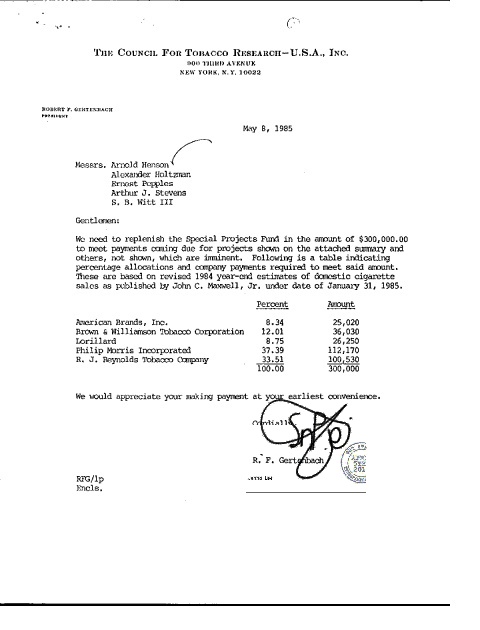 THE COUNCIL FOR TOBACCO RESEARCH–U.S.A., INC.
900 THIRD AVENUE
NEW YORK, N.Y. 10022
ROBERT F. GERTENBACH
PRESIDENT
May 8, 1985
Messrs. Arnold Henson
Alexander Holtzman
Ernest Pepples
Arthur J. Stevens
S. B. Witt III
Gentlemen:
We need to replenish the Special Projects Fund in the amount of $300,000.00
to meet payments coming due for projects shown on the attached summary and
others, not shown, which are imminent. Following is a table indicating
percentage allocations and company payments required to meet said amount.
These are based on revised 1984 year-end estimates of domestic cigarette
sales as published by John C. Maxwell, Jr. under date of January 31, 1985.
Percent Amount
American Brands, Inc. 8.34 25,020
Brown & Williamson Tobacco Corporation 12.01 36,030
Lorillard 8.75 26,250
Philip Morris Incorporated 37.39 112,170
R. J. Reynolds Tobacco Company 33.51 100,530
100.00 300,000
We would appreciate your making payment at your earliest convenience.
Cordially
R. F. Gertenbach
RFG/lp
Encls.